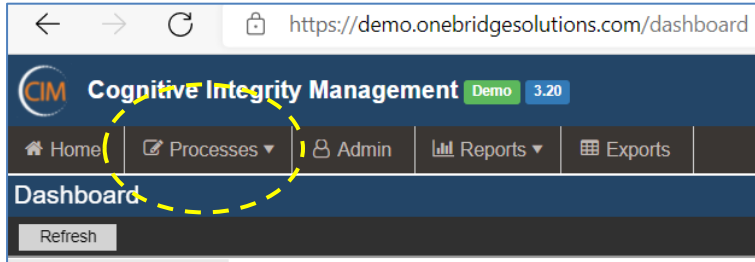 https://demo.onebridgesolutions.com/dashboard
CIM Cognitive Integrity Management Demo 3.20
Home Processes ▾ Admin Reports ▾ Exports
Dashboard
Refresh